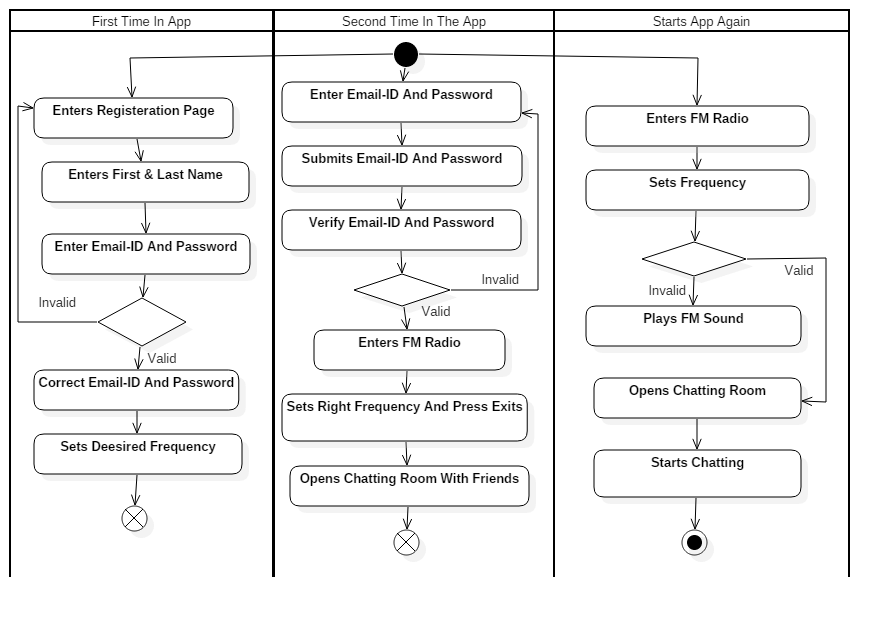 First Time In App
Second Time In The App
Starts App Again
Enters Registeration Page
Enters First & Last Name
Enter Email-ID And Password
Invalid
Valid
Correct Email-ID And Password
Sets Deesired Frequency
Enter Email-ID And Password
Submits Email-ID And Password
Verify Email-ID And Password
Invalid
Valid
Enters FM Radio
Sets Right Frequency And Press Exits
Opens Chatting Room With Friends
Enters FM Radio
Sets Frequency
Valid
Invalid
Plays FM Sound
Opens Chatting Room
Starts Chatting